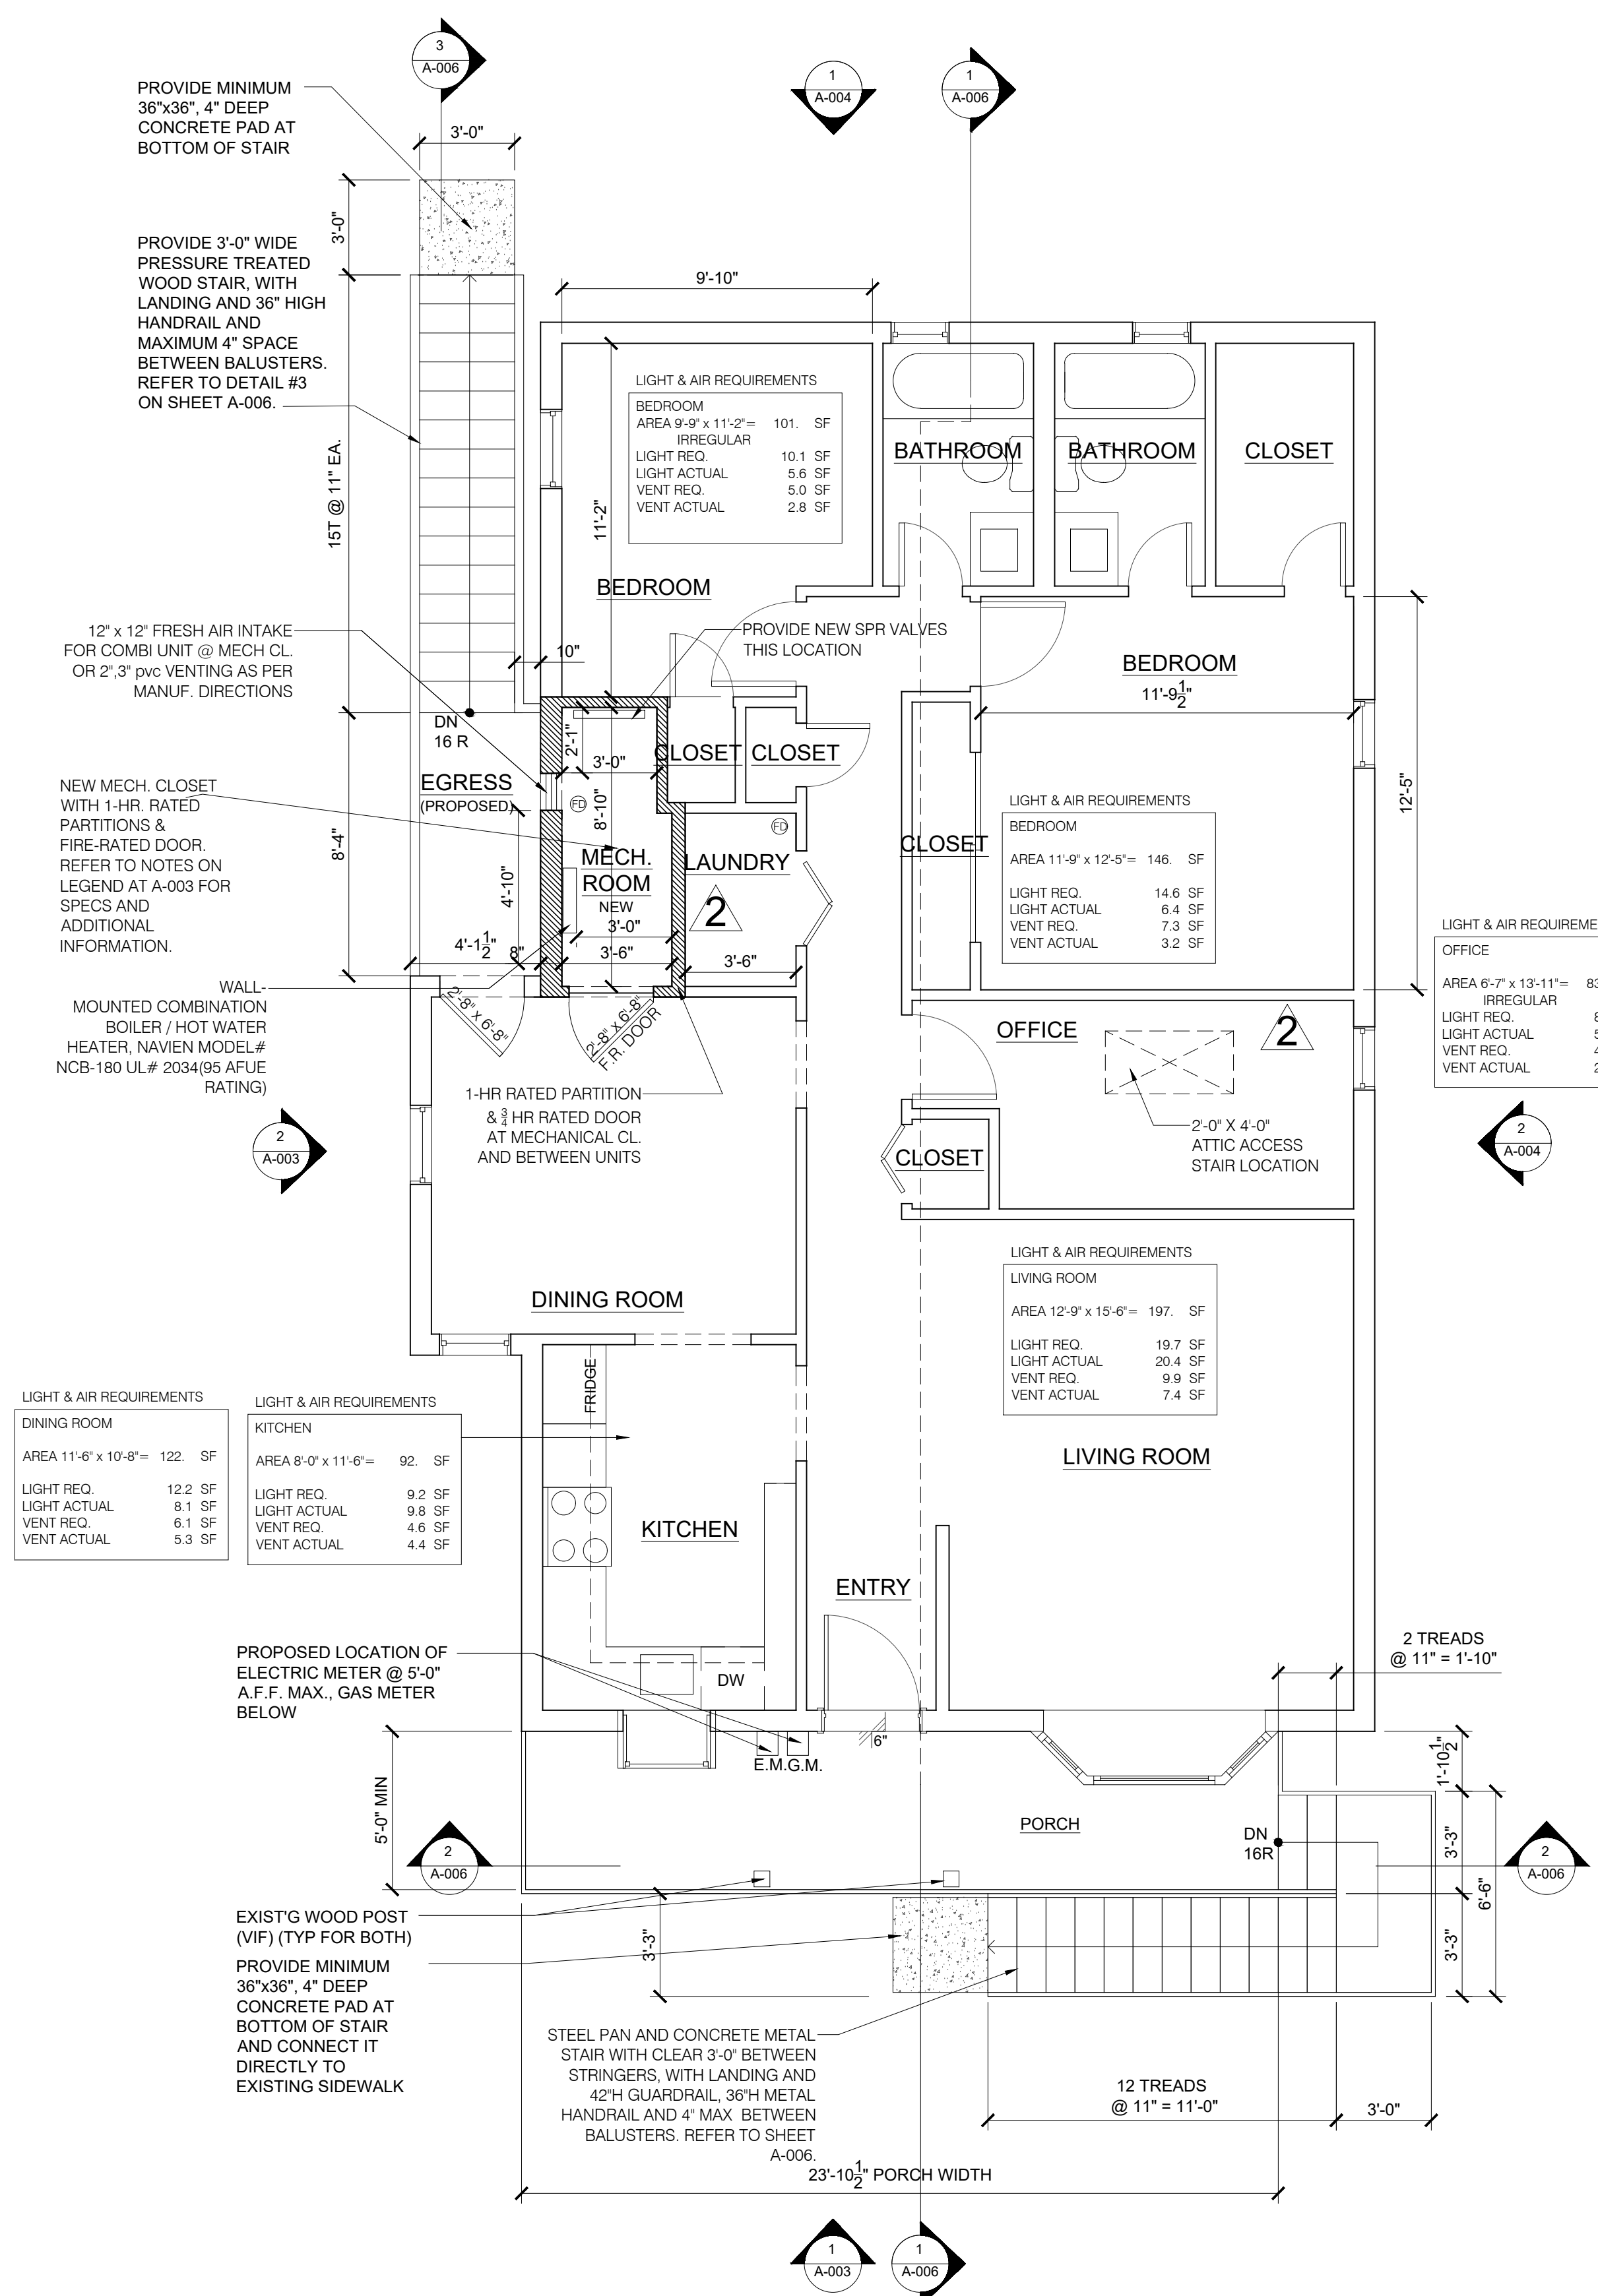 3
A-006
1
A-004
1
A-006
PROVIDE MINIMUM
36"x36", 4" DEEP
CONCRETE PAD AT
BOTTOM OF STAIR
3'-0"
3'-0"
PROVIDE 3'-0" WIDE
PRESSURE TREATED
WOOD STAIR, WITH
LANDING AND 36" HIGH
HANDRAIL AND
MAXIMUM 4" SPACE
BETWEEN BALUSTERS.
REFER TO DETAIL #3
ON SHEET A-006.
15T @ 11" EA.
9'-10"
11'-2"
LIGHT & AIR REQUIREMENTS
BEDROOM
AREA 9'-9" x 11'-2"= 101. SF
IRREGULAR
LIGHT REQ. 10.1 SF
LIGHT ACTUAL 5.6 SF
VENT REQ. 5.0 SF
VENT ACTUAL 2.8 SF
BEDROOM
BATHROOM
BATHROOM
CLOSET
12" x 12" FRESH AIR INTAKE
FOR COMBI UNIT @ MECH CL.
OR 2",3" pvc VENTING AS PER
MANUF. DIRECTIONS
10"
PROVIDE NEW SPR VALVES
THIS LOCATION
BEDROOM
11'-9 1/2"
12'-5"
DN
16 R
EGRESS
(PROPOSED)
2'-1"
3'-0"
8'-10"
FD
CLOSET
CLOSET
NEW MECH. CLOSET
WITH 1-HR. RATED
PARTITIONS &
FIRE-RATED DOOR.
REFER TO NOTES ON
LEGEND AT A-003 FOR
SPECS AND
ADDITIONAL
INFORMATION.
8'-4"
4'-10"
MECH.
ROOM
NEW
3'-0"
3'-6"
4'-1 1/2"
8"
FD
LAUNDRY
2
3'-6"
CLOSET
LIGHT & AIR REQUIREMENTS
BEDROOM
AREA 11'-9" x 12'-5"= 146. SF
LIGHT REQ. 14.6 SF
LIGHT ACTUAL 6.4 SF
VENT REQ. 7.3 SF
VENT ACTUAL 3.2 SF
LIGHT & AIR REQUIREME
OFFICE
AREA 6'-7" x 13'-11"= 83
IRREGULAR
LIGHT REQ. 8
LIGHT ACTUAL 5
VENT REQ. 4
VENT ACTUAL 2
WALL-
MOUNTED COMBINATION
BOILER / HOT WATER
HEATER, NAVIEN MODEL#
NCB-180 UL# 2034(95 AFUE
RATING)
2'-8" x 6'-8"
2'-8" x 6'-8"
F.R. DOOR
OFFICE
2
1-HR RATED PARTITION
& 3/4 HR RATED DOOR
AT MECHANICAL CL.
AND BETWEEN UNITS
2'-0" X 4'-0"
ATTIC ACCESS
STAIR LOCATION
2
A-003
2
A-004
CLOSET
DINING ROOM
LIGHT & AIR REQUIREMENTS
LIVING ROOM
AREA 12'-9" x 15'-6"= 197. SF
LIGHT REQ. 19.7 SF
LIGHT ACTUAL 20.4 SF
VENT REQ. 9.9 SF
VENT ACTUAL 7.4 SF
LIVING ROOM
LIGHT & AIR REQUIREMENTS
DINING ROOM
AREA 11'-6" x 10'-8"= 122. SF
LIGHT REQ. 12.2 SF
LIGHT ACTUAL 8.1 SF
VENT REQ. 6.1 SF
VENT ACTUAL 5.3 SF
LIGHT & AIR REQUIREMENTS
KITCHEN
AREA 8'-0" x 11'-6"= 92. SF
LIGHT REQ. 9.2 SF
LIGHT ACTUAL 9.8 SF
VENT REQ. 4.6 SF
VENT ACTUAL 4.4 SF
FRIDGE
KITCHEN
ENTRY
DW
PROPOSED LOCATION OF
ELECTRIC METER @ 5'-0"
A.F.F. MAX., GAS METER
BELOW
2 TREADS
@ 11" = 1'-10"
E.M.G.M.
6"
5'-0" MIN
1'-10 1/2"
PORCH
DN
16R
3'-3"
6'-6"
3'-3"
2
A-006
2
A-006
EXIST'G WOOD POST
(VIF) (TYP FOR BOTH)
3'-3"
PROVIDE MINIMUM
36"x36", 4" DEEP
CONCRETE PAD AT
BOTTOM OF STAIR
AND CONNECT IT
DIRECTLY TO
EXISTING SIDEWALK
STEEL PAN AND CONCRETE METAL
STAIR WITH CLEAR 3'-0" BETWEEN
STRINGERS, WITH LANDING AND
42"H GUARDRAIL, 36"H METAL
HANDRAIL AND 4" MAX BETWEEN
BALUSTERS. REFER TO SHEET
A-006.
12 TREADS
@ 11" = 11'-0"
3'-0"
23'-10 1/2" PORCH WIDTH
1
A-003
1
A-006